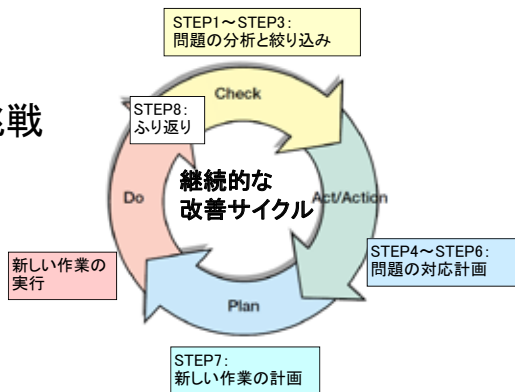 STEP1～STEP3：
問題の分析と絞り込み
Check
戦
STEP8：
ふり返り
継続的な
改善サイクル
Do
Act/Action
新しい作業の
実行
STEP4～STEP6：
問題の対応計画
Plan
STEP7：
新しい作業の計画